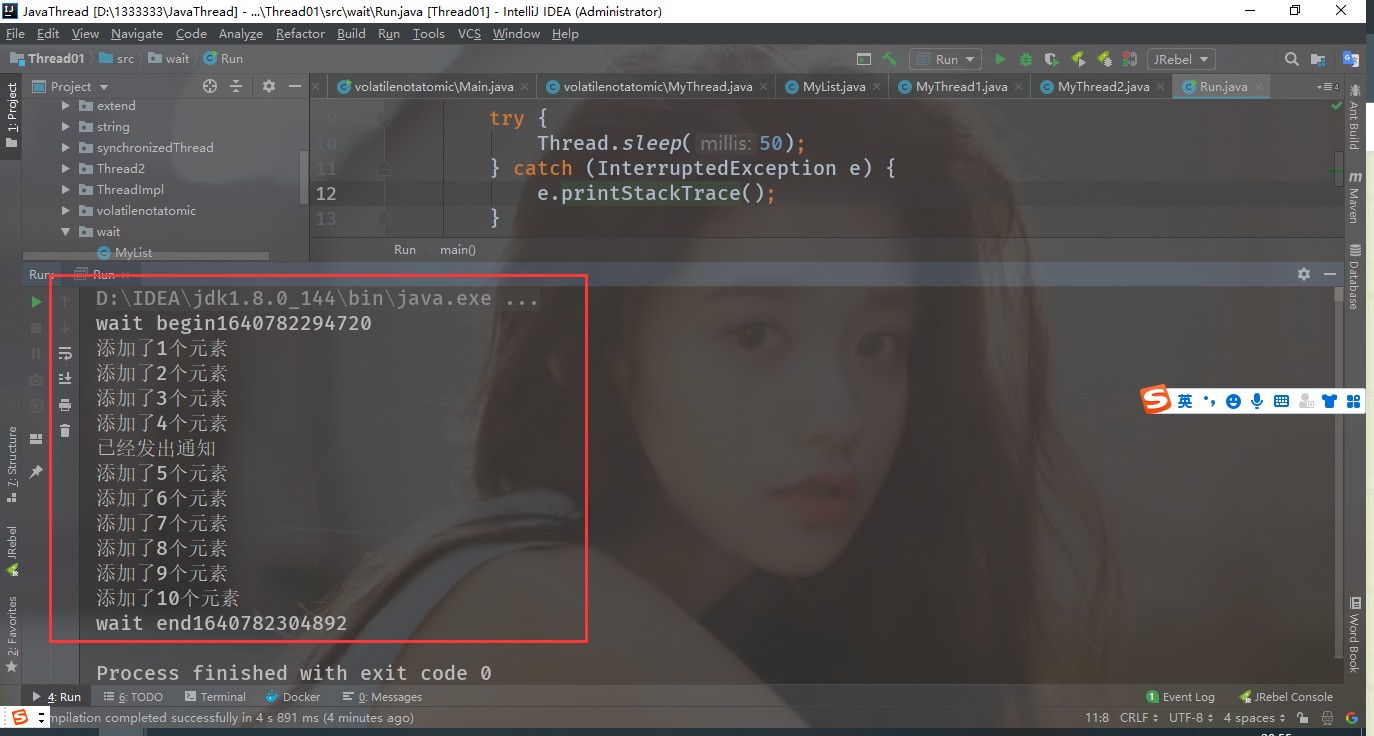 JavaThread [D:\1333333\JavaThread] - ...\Thread01\src\wait\Run.java [Thread01] - IntelliJ IDEA (Administrator)
File Edit View Navigate Code Analyze Refactor Build Run Tools VCS Window Help
Thread01 src wait Run Run JRebel
Project volatilenotatomic\Main.java volatilenotatomic\MyThread.java MyList.java MyThread1.java MyThread2.java Run.java 4
1: Project
extend
string
synchronizedThread
Thread2
ThreadImpl
volatilenotatomic
wait
MyList
9 try {
10 Thread.sleep( millis: 50);
11 } catch (InterruptedException e) {
12 e.printStackTrace();
13 }
Run main()
Ant Build
Maven
Database
Word Book
Run: Run
D:\IDEA\jdk1.8.0_144\bin\java.exe ...
wait begin1640782294720
添加了1个元素
添加了2个元素
添加了3个元素
添加了4个元素
已经发出通知
添加了5个元素
添加了6个元素
添加了7个元素
添加了8个元素
添加了9个元素
添加了10个元素
wait end1640782304892
Process finished with exit code 0
英
7: Structure
JRebel
2: Favorites
4: Run 6: TODO Terminal Docker 0: Messages 1 Event Log JRebel Console
mpilation completed successfully in 4 s 891 ms (4 minutes ago) 11:8 CRLF UTF-8 4 spaces